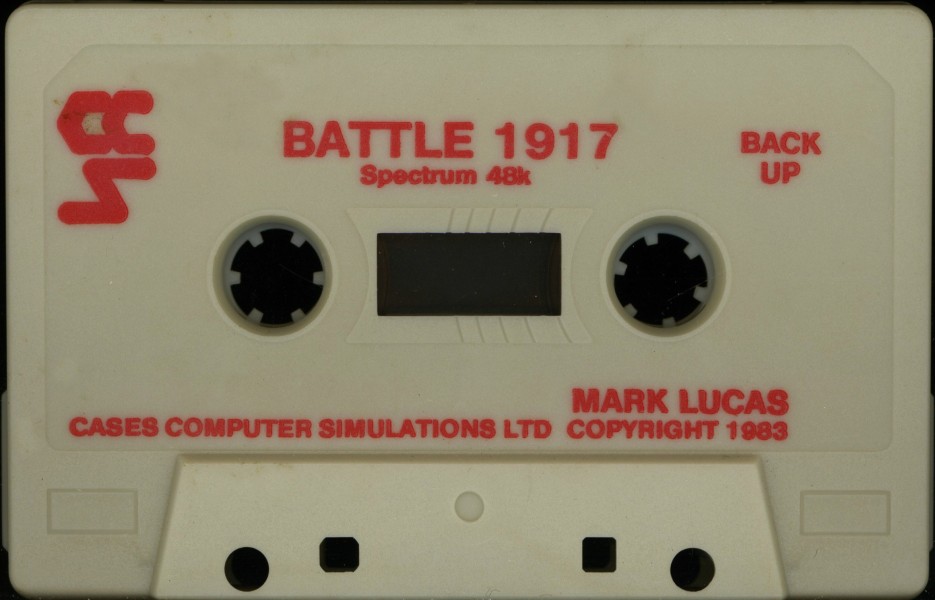 BATTLE 1917
Spectrum 48k
BACK
UP
MARK LUCAS
CASES COMPUTER SIMULATIONS LTD COPYRIGHT 1983